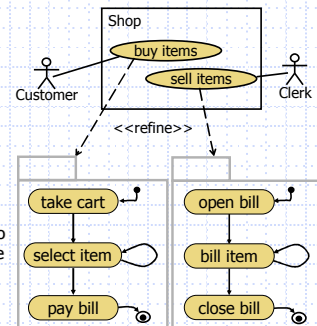 Shop
buy items
sell items
Customer
Clerk
<<refine>>
take cart
open bill
select item
bill item
pay bill
close bill